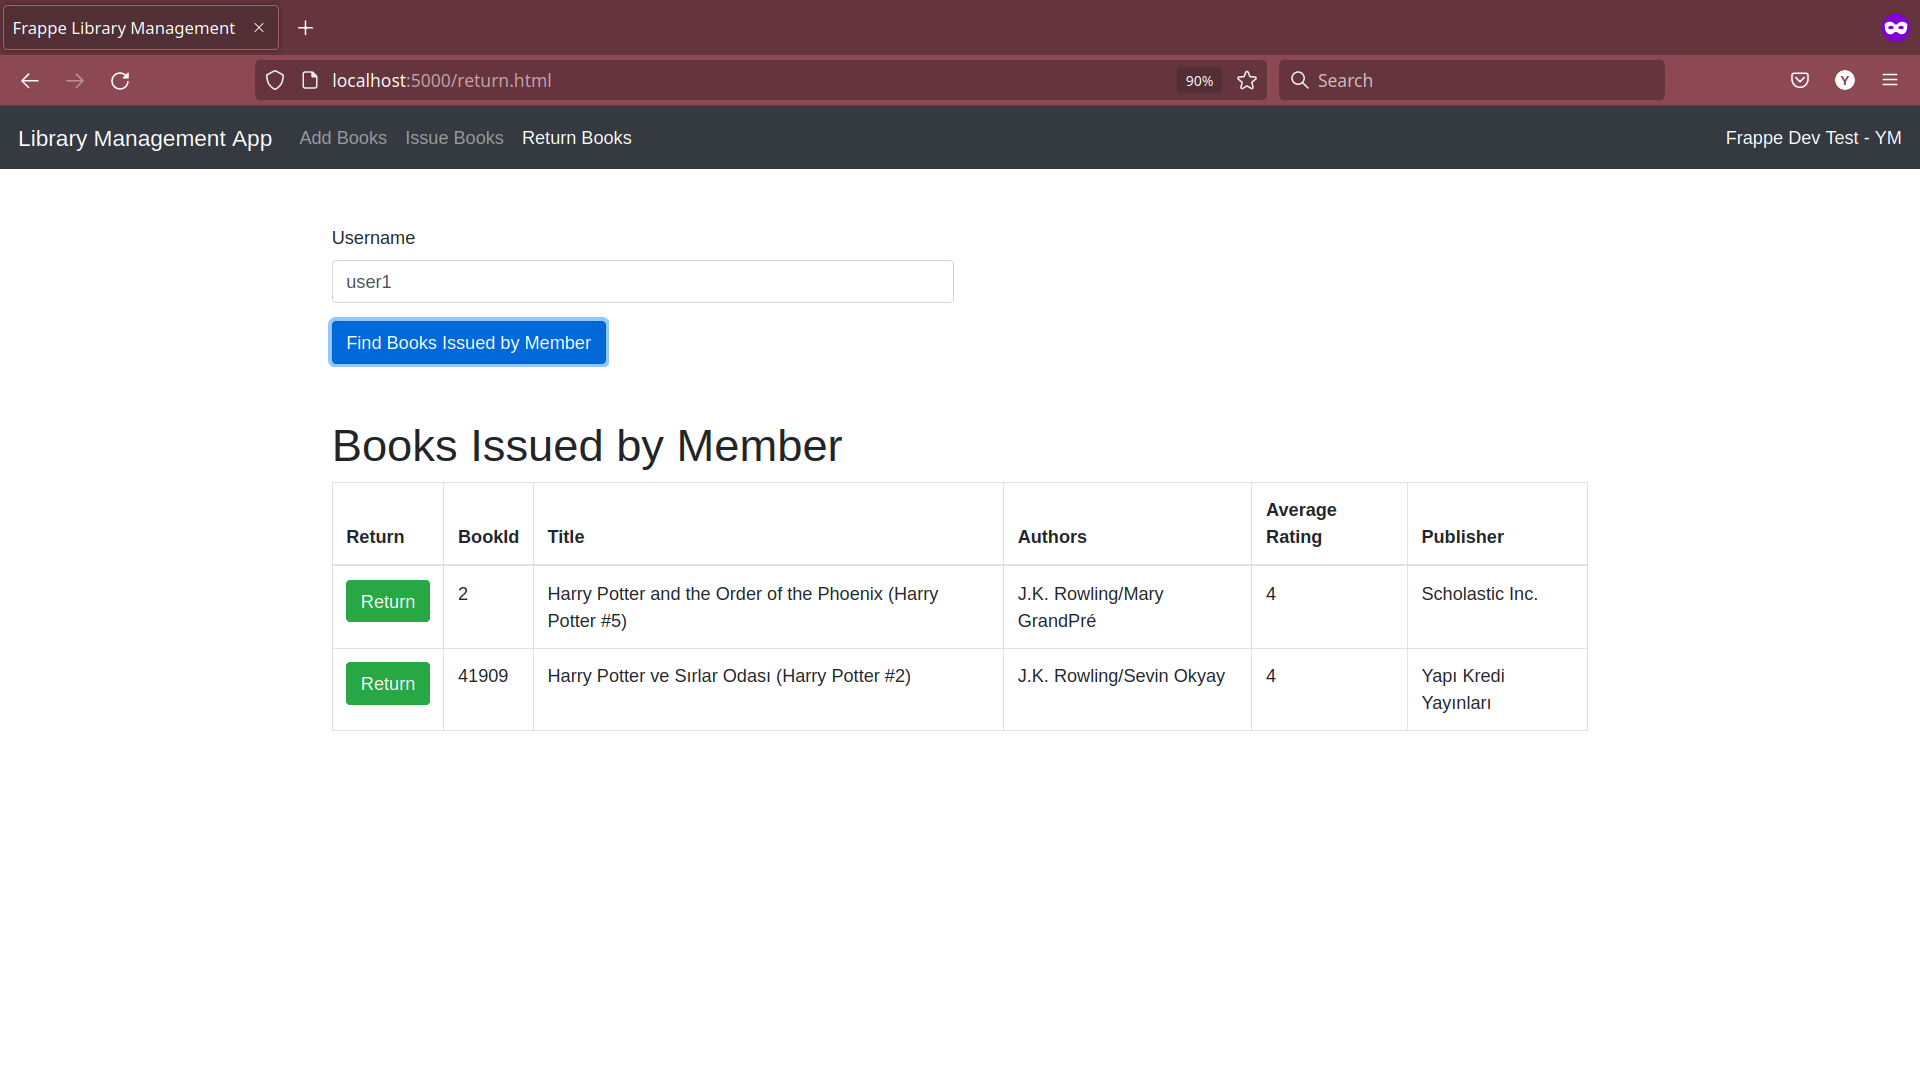 Frappe Library Management
localhost:5000/return.html
90%
Search
Y
Library Management App
Add Books
Issue Books
Return Books
Frappe Dev Test - YM
Username
user1
Find Books Issued by Member
Books Issued by Member
Return
BookId
Title
Authors
Average
Rating
Publisher
Return
2
Harry Potter and the Order of the Phoenix (Harry
Potter #5)
J.K. Rowling/Mary
GrandPré
4
Scholastic Inc.
Return
41909
Harry Potter ve Sırlar Odası (Harry Potter #2)
J.K. Rowling/Sevin Okyay
4
Yapı Kredi
Yayınları